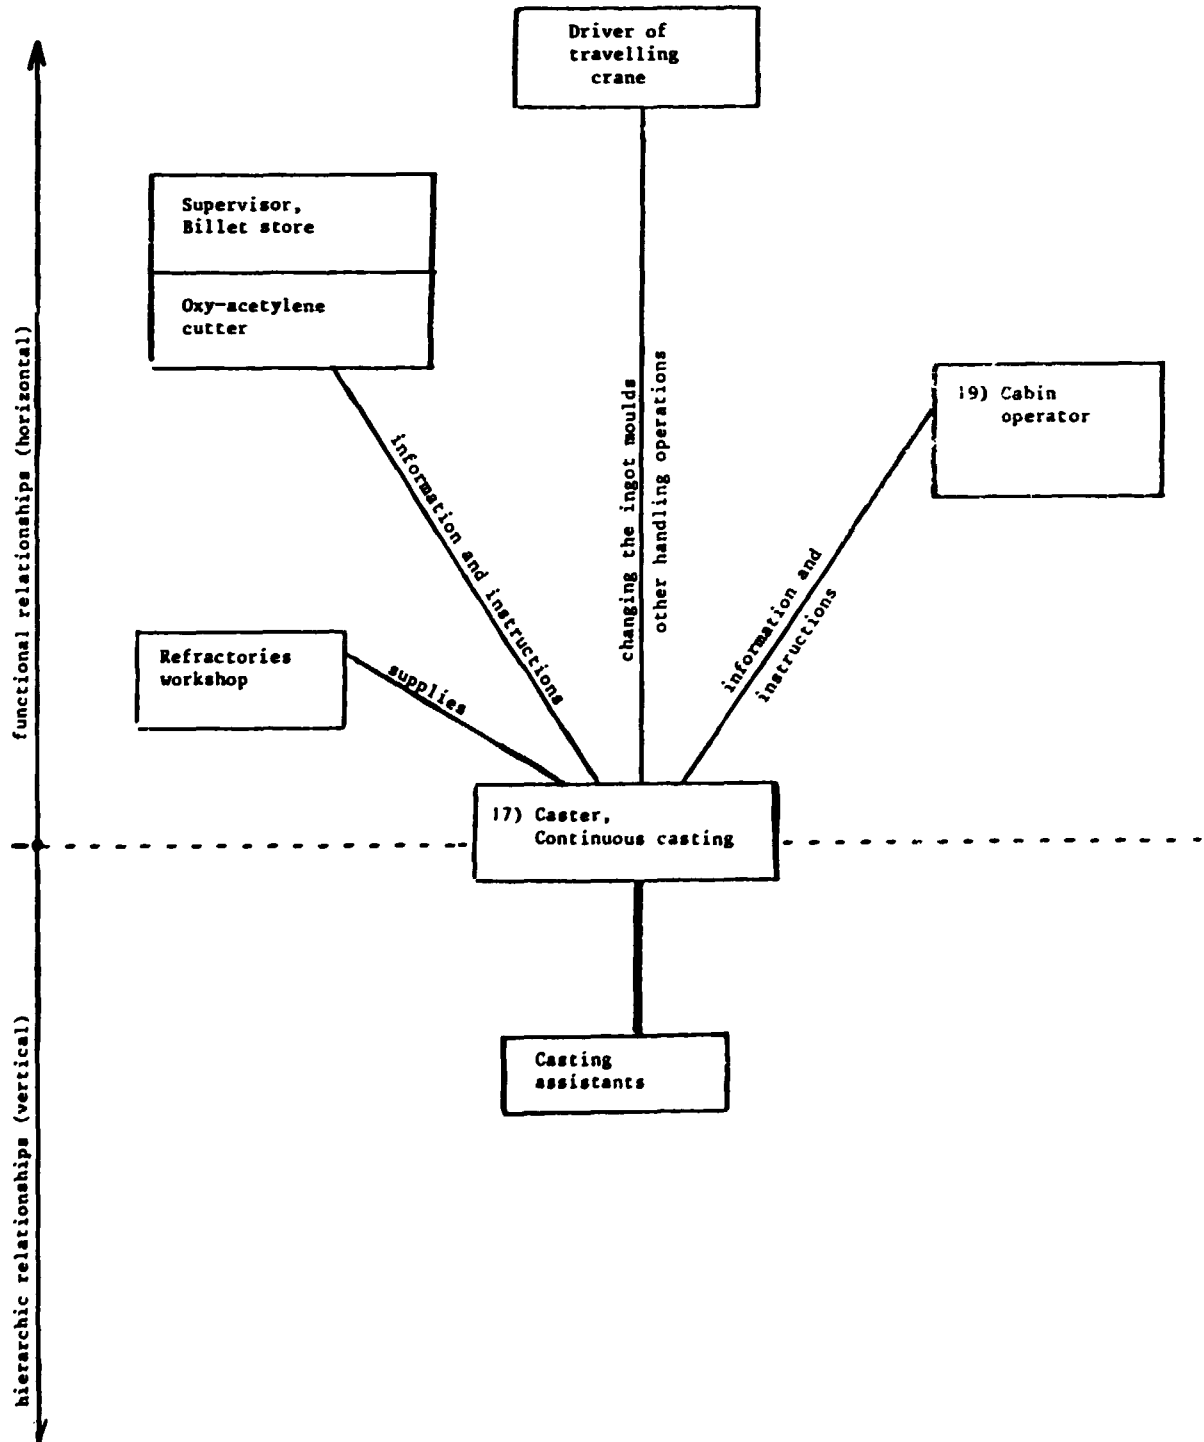 Driver of
travelling
crane
Supervisor,
Billet store
Oxy-acetylene
cutter
19) Cabin
operator
functional relationships (horizontal)
information and instructions
changing the ingot moulds
other handling operations
information and
instructions
Refractories
workshop
supplies
17) Caster,
Continuous casting
Casting
assistants
hierarchic relationships (vertical)